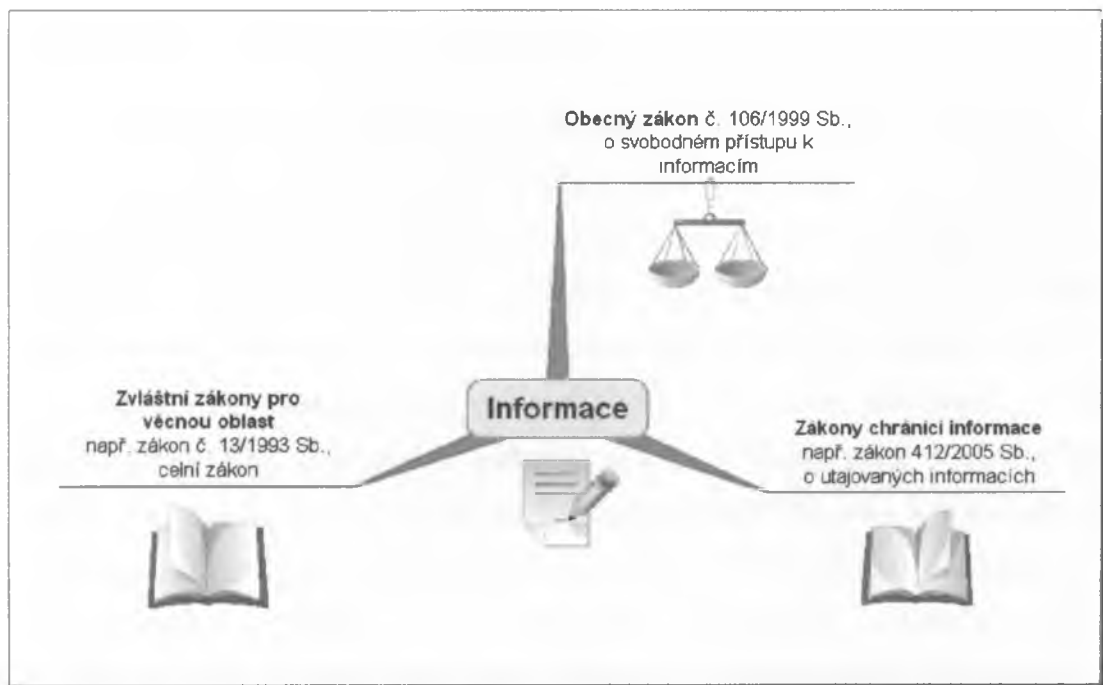 Obecný zákon č. 106/1999 Sb.,
o svobodném přístupu k
informacím
Informace
Zvláštní zákony pro
věcnou oblast
např. zákon č. 13/1993 Sb.,
celní zákon
Zákony chránící informace
např. zákon 412/2005 Sb.,
o utajovaných informacích